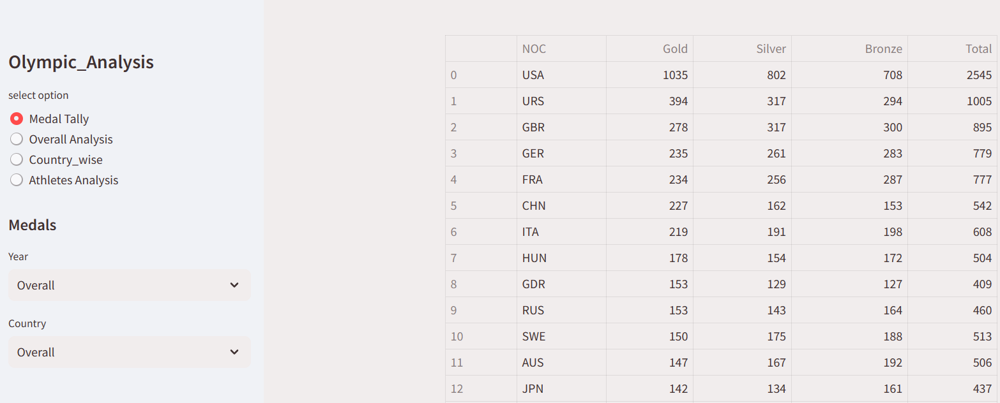 Olympic_Analysis
select option
Medal Tally
Overall Analysis
Country_wise
Athletes Analysis
Medals
Year
Overall
Country
Overall
NOC Gold Silver Bronze Total
0 USA 1035 802 708 2545
1 URS 394 317 294 1005
2 GBR 278 317 300 895
3 GER 235 261 283 779
4 FRA 234 256 287 777
5 CHN 227 162 153 542
6 ITA 219 191 198 608
7 HUN 178 154 172 504
8 GDR 153 129 127 409
9 RUS 153 143 164 460
10 SWE 150 175 188 513
11 AUS 147 167 192 506
12 JPN 142 134 161 437